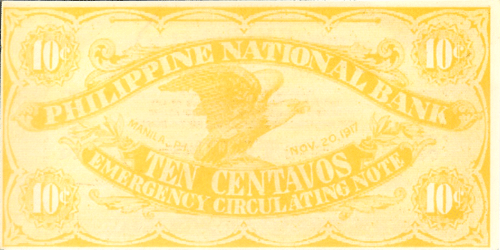 10¢ 10¢
PHILIPPINE NATIONAL BANK
MANILA, P.I. NOV. 20, 1917
TEN CENTAVOS
EMERGENCY CIRCULATING NOTE
10¢ 10¢